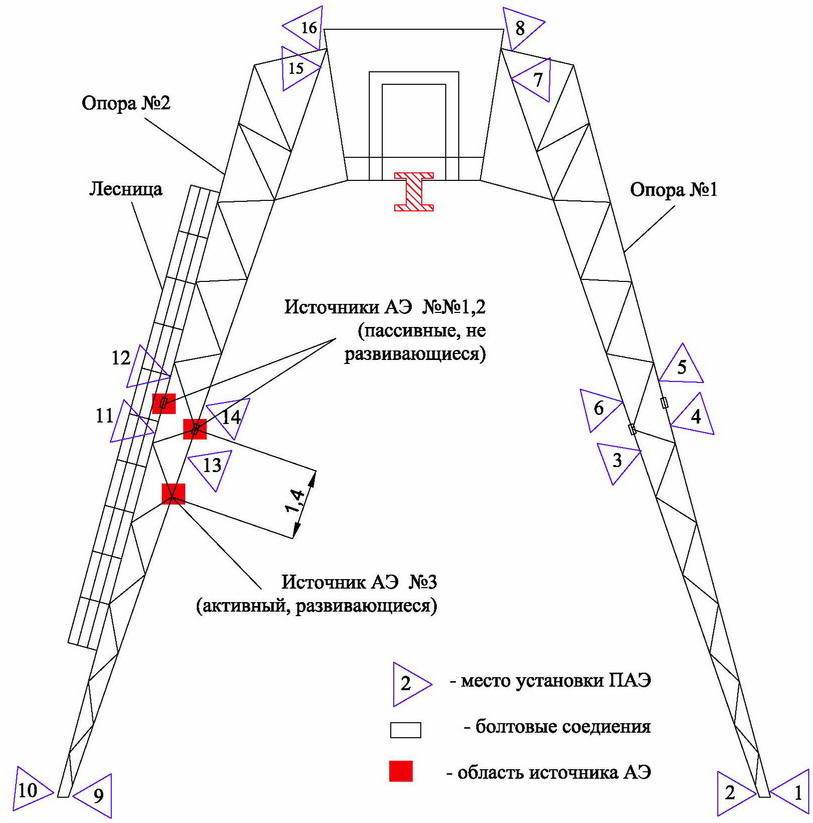 16
8
15
7
Опора №2
Лесница
Опора №1
Источники АЭ №№1,2
(пассивные, не
развивающиеся)
12
5
11
14
6
4
13
3
1,4
Источник АЭ №3
(активный, развивающиеся)
2 - место установки ПАЭ
- болтовые соедиения
- область источника АЭ
10
9
2
1